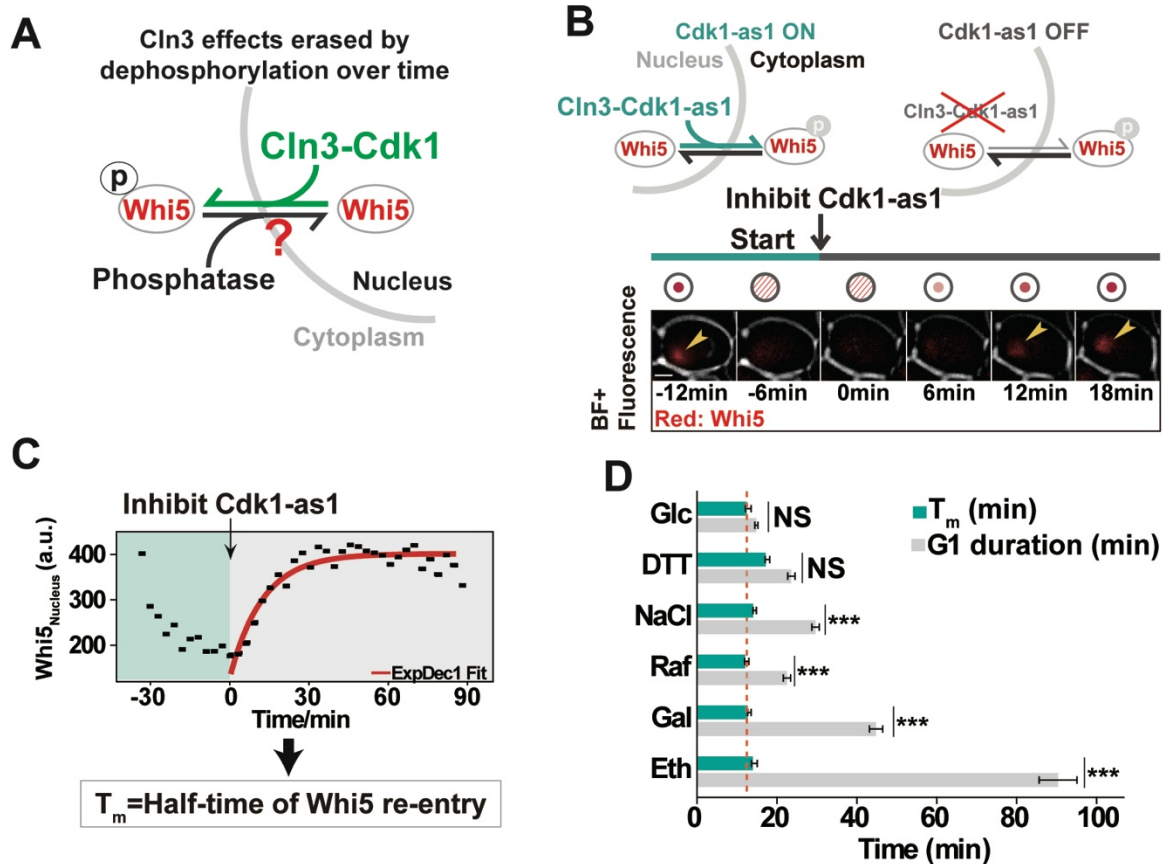 A
Cln3 effects erased by
dephosphorylation over time
Cln3-Cdk1
p
Whi5
Whi5
?
Phosphatase
Nucleus
Cytoplasm
B
Cdk1-as1 ON
Cdk1-as1 OFF
Nucleus
Cytoplasm
Cln3-Cdk1-as1
Cln3-Cdk1-as1
p
p
Whi5
Whi5
Whi5
Whi5
Inhibit Cdk1-as1
Start
BF+
Fluorescence
-12min -6min 0min 6min 12min 18min
Red: Whi5
C
Inhibit Cdk1-as1
Whi5Nucleus (a.u.)
400
300
200
ExpDec1 Fit
-30 0 30 60 90
Time/min
Tm=Half-time of Whi5 re-entry
D
Glc
NS
Tm (min)
G1 duration (min)
DTT
NS
NaCl
***
Raf
***
Gal
***
Eth
***
0 20 40 60 80 100
Time (min)